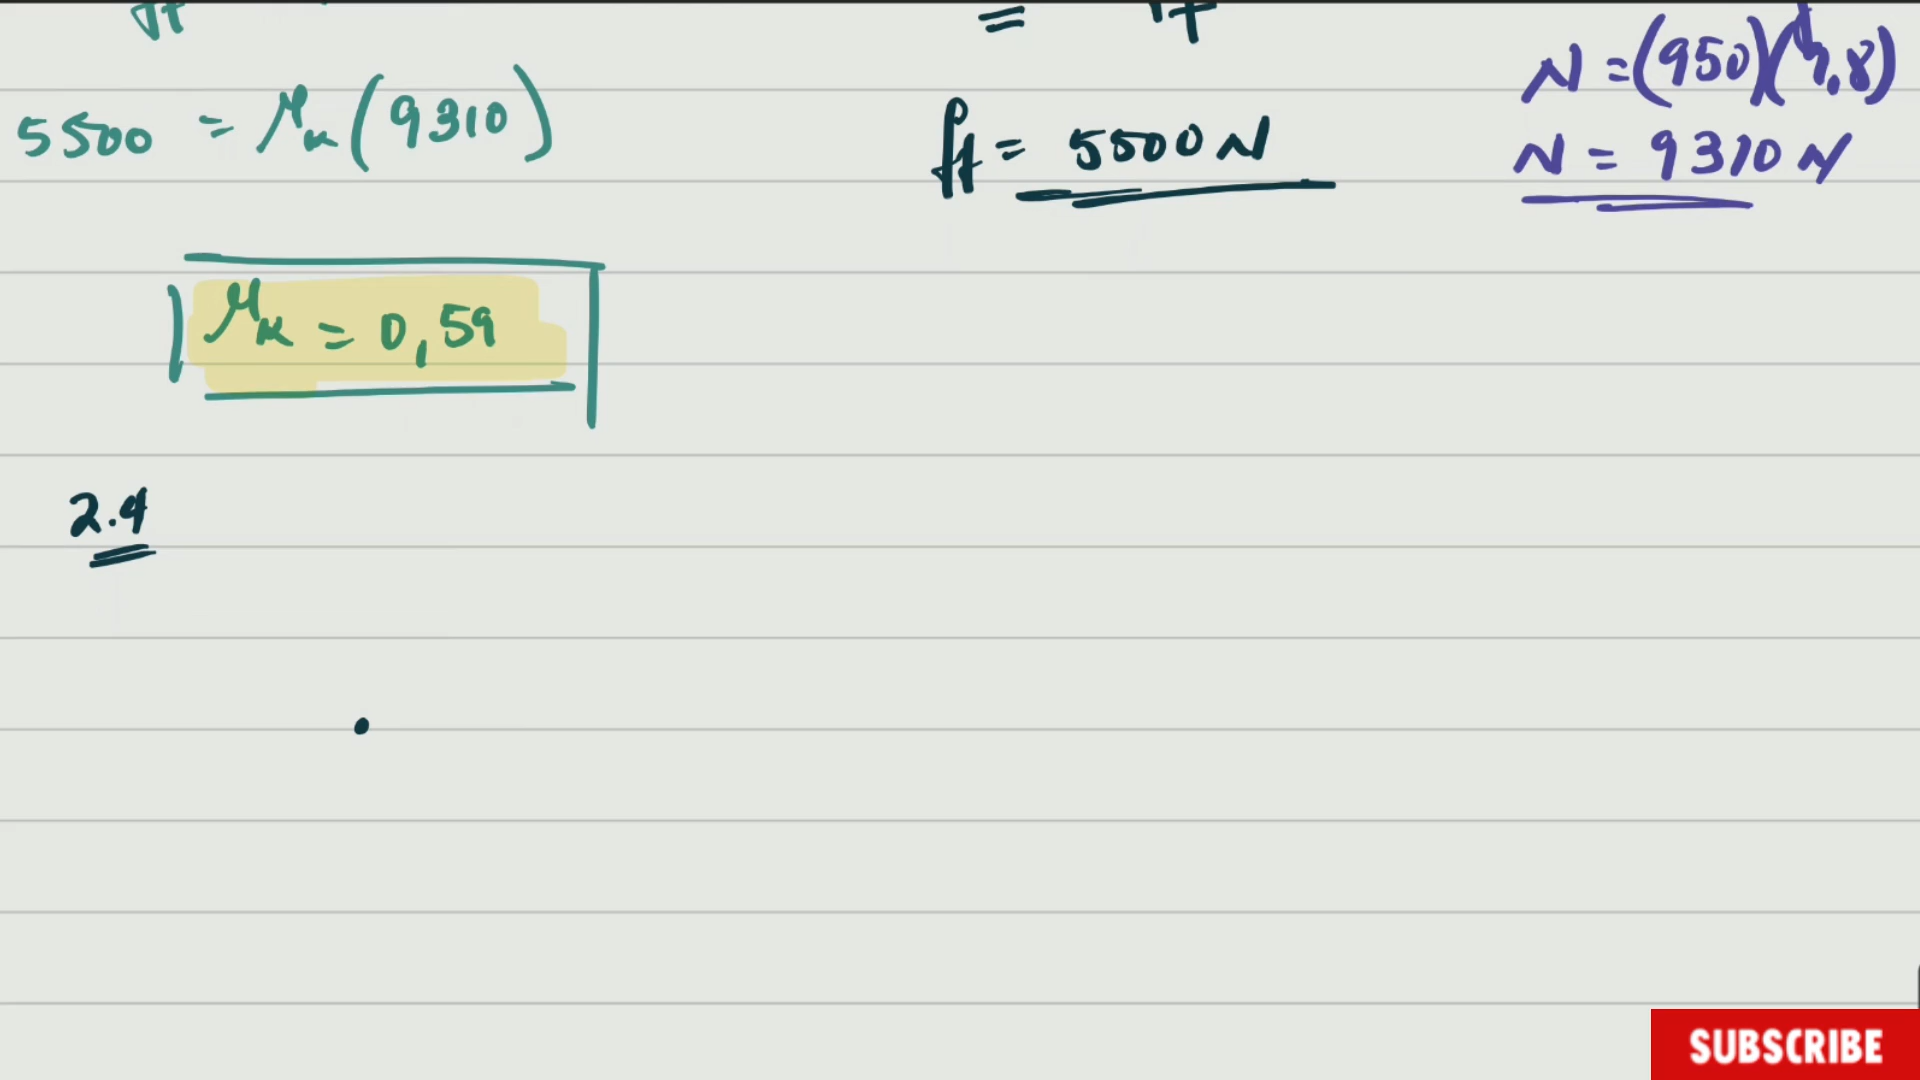 N = (950)(9,8)
5500 = μk(9310)
ff = 5500 N
N = 9310 N
μk = 0,59
2.4
SUBSCRIBE